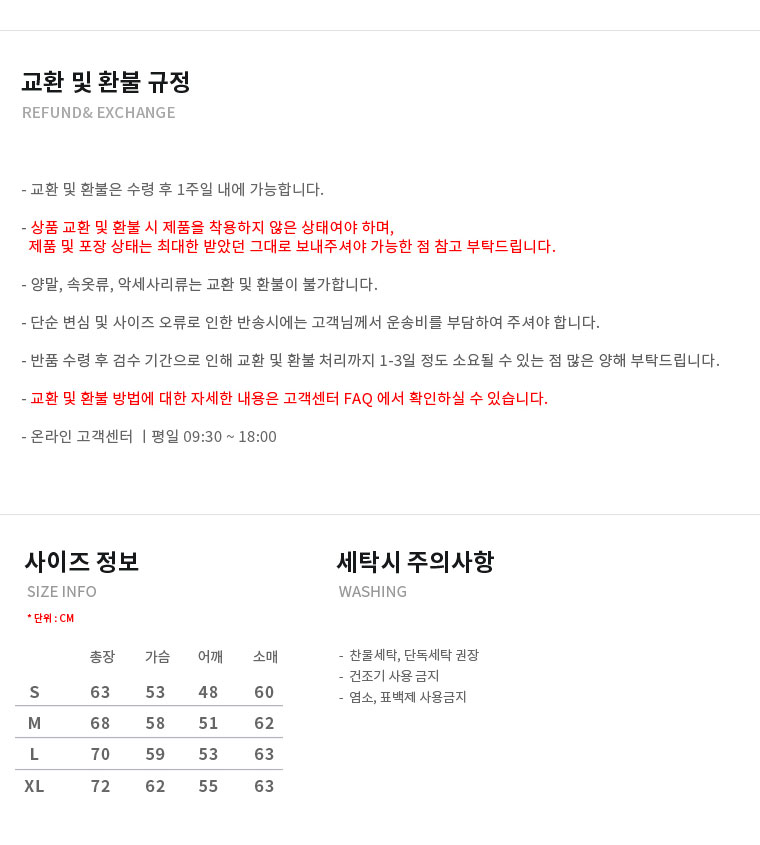 교환 및 환불 규정
REFUND& EXCHANGE
- 교환 및 환불은 수령 후 1주일 내에 가능합니다.
- 상품 교환 및 환불 시 제품을 착용하지 않은 상태여야 하며,
제품 및 포장 상태는 최대한 받았던 그대로 보내주셔야 가능한 점 참고 부탁드립니다.
- 양말, 속옷류, 악세사리류는 교환 및 환불이 불가합니다.
- 단순 변심 및 사이즈 오류로 인한 반송시에는 고객님께서 운송비를 부담하여 주셔야 합니다.
- 반품 수령 후 검수 기간으로 인해 교환 및 환불 처리까지 1-3일 정도 소요될 수 있는 점 많은 양해 부탁드립니다.
- 교환 및 환불 방법에 대한 자세한 내용은 고객센터 FAQ 에서 확인하실 수 있습니다.
- 온라인 고객센터 ㅣ평일 09:30 ~ 18:00
사이즈 정보
SIZE INFO
* 단위 : CM
총장 가슴 어깨 소매
S 63 53 48 60
M 68 58 51 62
L 70 59 53 63
XL 72 62 55 63
세탁시 주의사항
WASHING
- 찬물세탁, 단독세탁 권장
- 건조기 사용 금지
- 염소, 표백제 사용금지